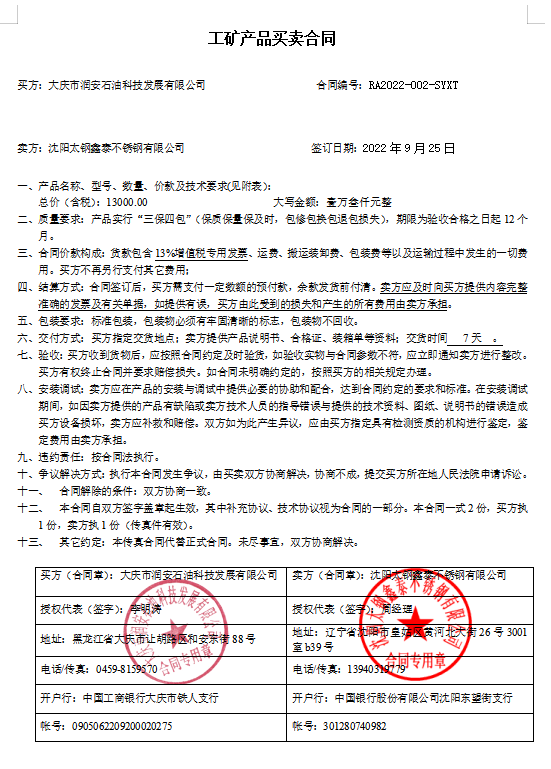 工矿产品买卖合同
买方：大庆市润安石油科技发展有限公司 合同编号：RA2022-002-SYXT
卖方：沈阳太钢鑫泰不锈钢有限公司 签订日期：2022 年 9 月 25 日
一、产品名称、型号、数量、价款及技术要求(见附表)：
总价（含税）：13000.00 大写金额：壹万叁仟元整
二、质量要求：产品实行“三保四包”（保质保量保及时，包修包换包退包损失），期限为验收合格之日起 12 个
月。
三、合同价款构成：货款包含 13%增值税专用发票、运费、搬运装卸费、包装费等以及运输过程中发生的一切费
用。买方不再另行支付其它费用；
四、结算方式：合同签订后，买方需支付一定数额的预付款，余款发货前付清。卖方应及时间买方提供内容完整
准确的发票及有关单据，如提供有误，买方由此受到的损失和产生的所有费用由卖方承担。
五、包装要求：标准包装，包装物必须有牢固清晰的标志，包装物不回收。
六、交付方式：买方指定交货地点；卖方提供产品说明书、合格证、装箱单等资料；交货时间 7 天 。
七、验收：买方收到货物后，应按照合同约定及时验货，如验收实物与合同参数不符，应立即通知卖方进行整改。
买方有权终止合同并要求赔偿损失。如合同未明确约定的，按照买方的相关规定办理。
八、安装调试：卖方应在产品的安装与调试中提供必要的协助和配合，达到合同约定的要求和标准。在安装调试
期间，如因卖方提供的产品有缺陷或卖方技术人员的指导错误与提供的技术资料、图纸、说明书的错误造成
买方设备损坏，卖方应补救和赔偿。双方如为此产生异议，应由买方指定具有检测资质的机构进行鉴定，鉴
定费用由卖方承担。
九、违约责任：按合同法执行。
十、争议解决方式：执行本合同发生争议，由买卖双方协商解决，协商不成，提交买方所在地人民法院申请诉讼。
十一、 合同解除的条件：双方协商一致。
十二、 本合同自双方签字盖章起生效，其中补充协议、技术协议视为合同的一部分。本合同一式 2 份，买方执
1 份，卖方执 1 份（传真件有效）。
十三、 其它约定：本传真合同代替正式合同。未尽事宜，双方协商解决。
买方（合同章）：大庆市润安石油科技发展有限公司 卖方（合同章）：沈阳太钢鑫泰不锈钢有限公司
授权代表（签字）：李明涛 授权代表（签字）：周经理
地址：黑龙江省大庆市让胡路区和安东街 88 号 地址：辽宁省沈阳市皇姑区黄河北大街 26 号 3001
室 b39 号
电话/传真：0459-8159570 电话/传真：13940319779
开户行：中国工商银行大庆市铁人支行 开户行：中国银行股份有限公司沈阳东望街支行
帐号：0905062209200020275 帐号：301280740982
合同专用章
合同专用章